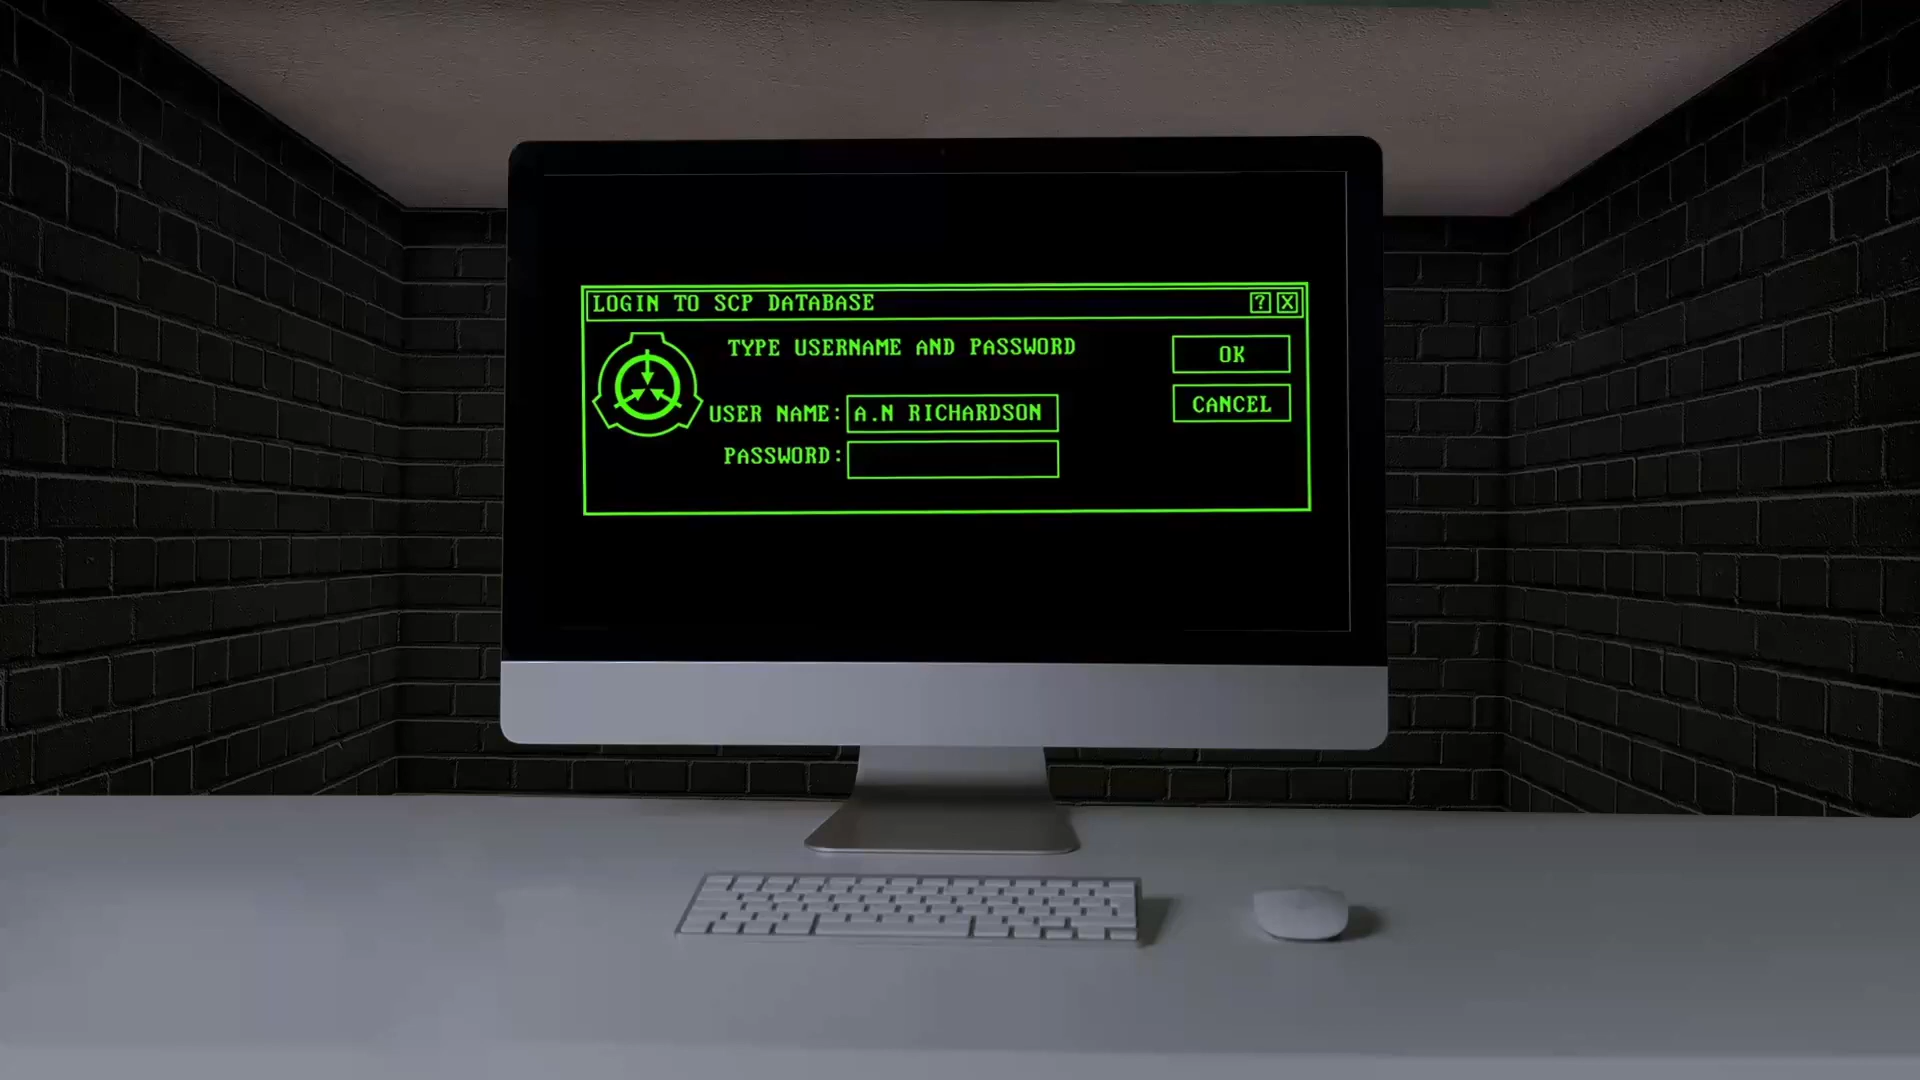 LOGIN TO SCP DATABASE ? X
TYPE USERNAME AND PASSWORD
OK
USER NAME: A.N RICHARDSON
CANCEL
PASSWORD: